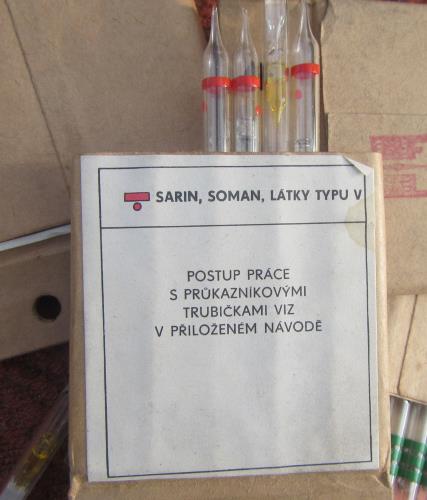 SARIN, SOMAN, LÁTKY TYPU V
POSTUP PRÁCE
S PRŮKAZNÍKOVÝMI
TRUBIČKAMI VIZ
V PŘILOŽENÉM NÁVODĚ